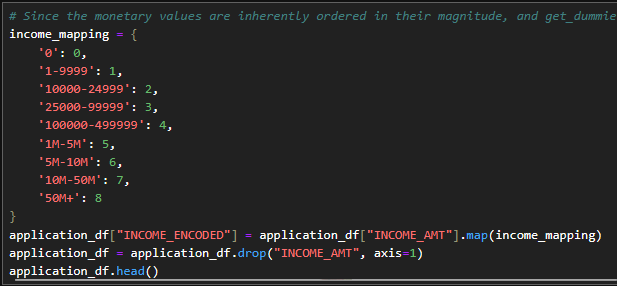 # Since the monetary values are inherently ordered in their magnitude, and get_dummie
income_mapping = {
    '0': 0,
    '1-9999': 1,
    '10000-24999': 2,
    '25000-99999': 3,
    '100000-499999': 4,
    '1M-5M': 5,
    '5M-10M': 6,
    '10M-50M': 7,
    '50M+': 8
}
application_df["INCOME_ENCODED"] = application_df["INCOME_AMT"].map(income_mapping)
application_df = application_df.drop("INCOME_AMT", axis=1)
application_df.head()